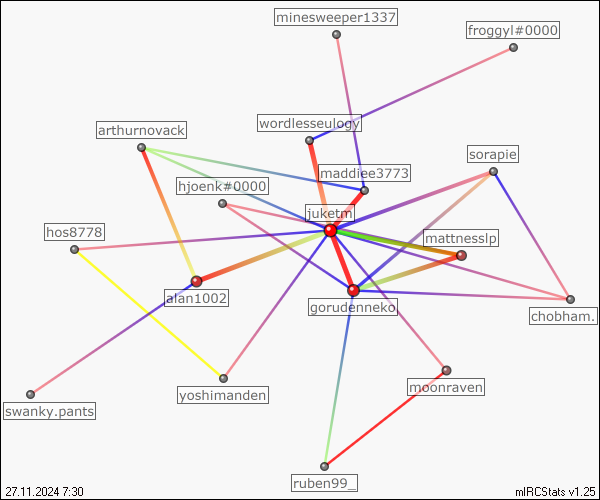 minesweeper1337
froggyl#0000
wordlesseulogy
arthurnovack
sorapie
maddiee3773
hjoenk#0000
juketm
hos8778
mattnesslp
alan1002
gorudenneko
chobham.
yoshimanden
moonraven
swanky.pants
ruben99_
27.11.2024 7:30
mIRCStats v1.25